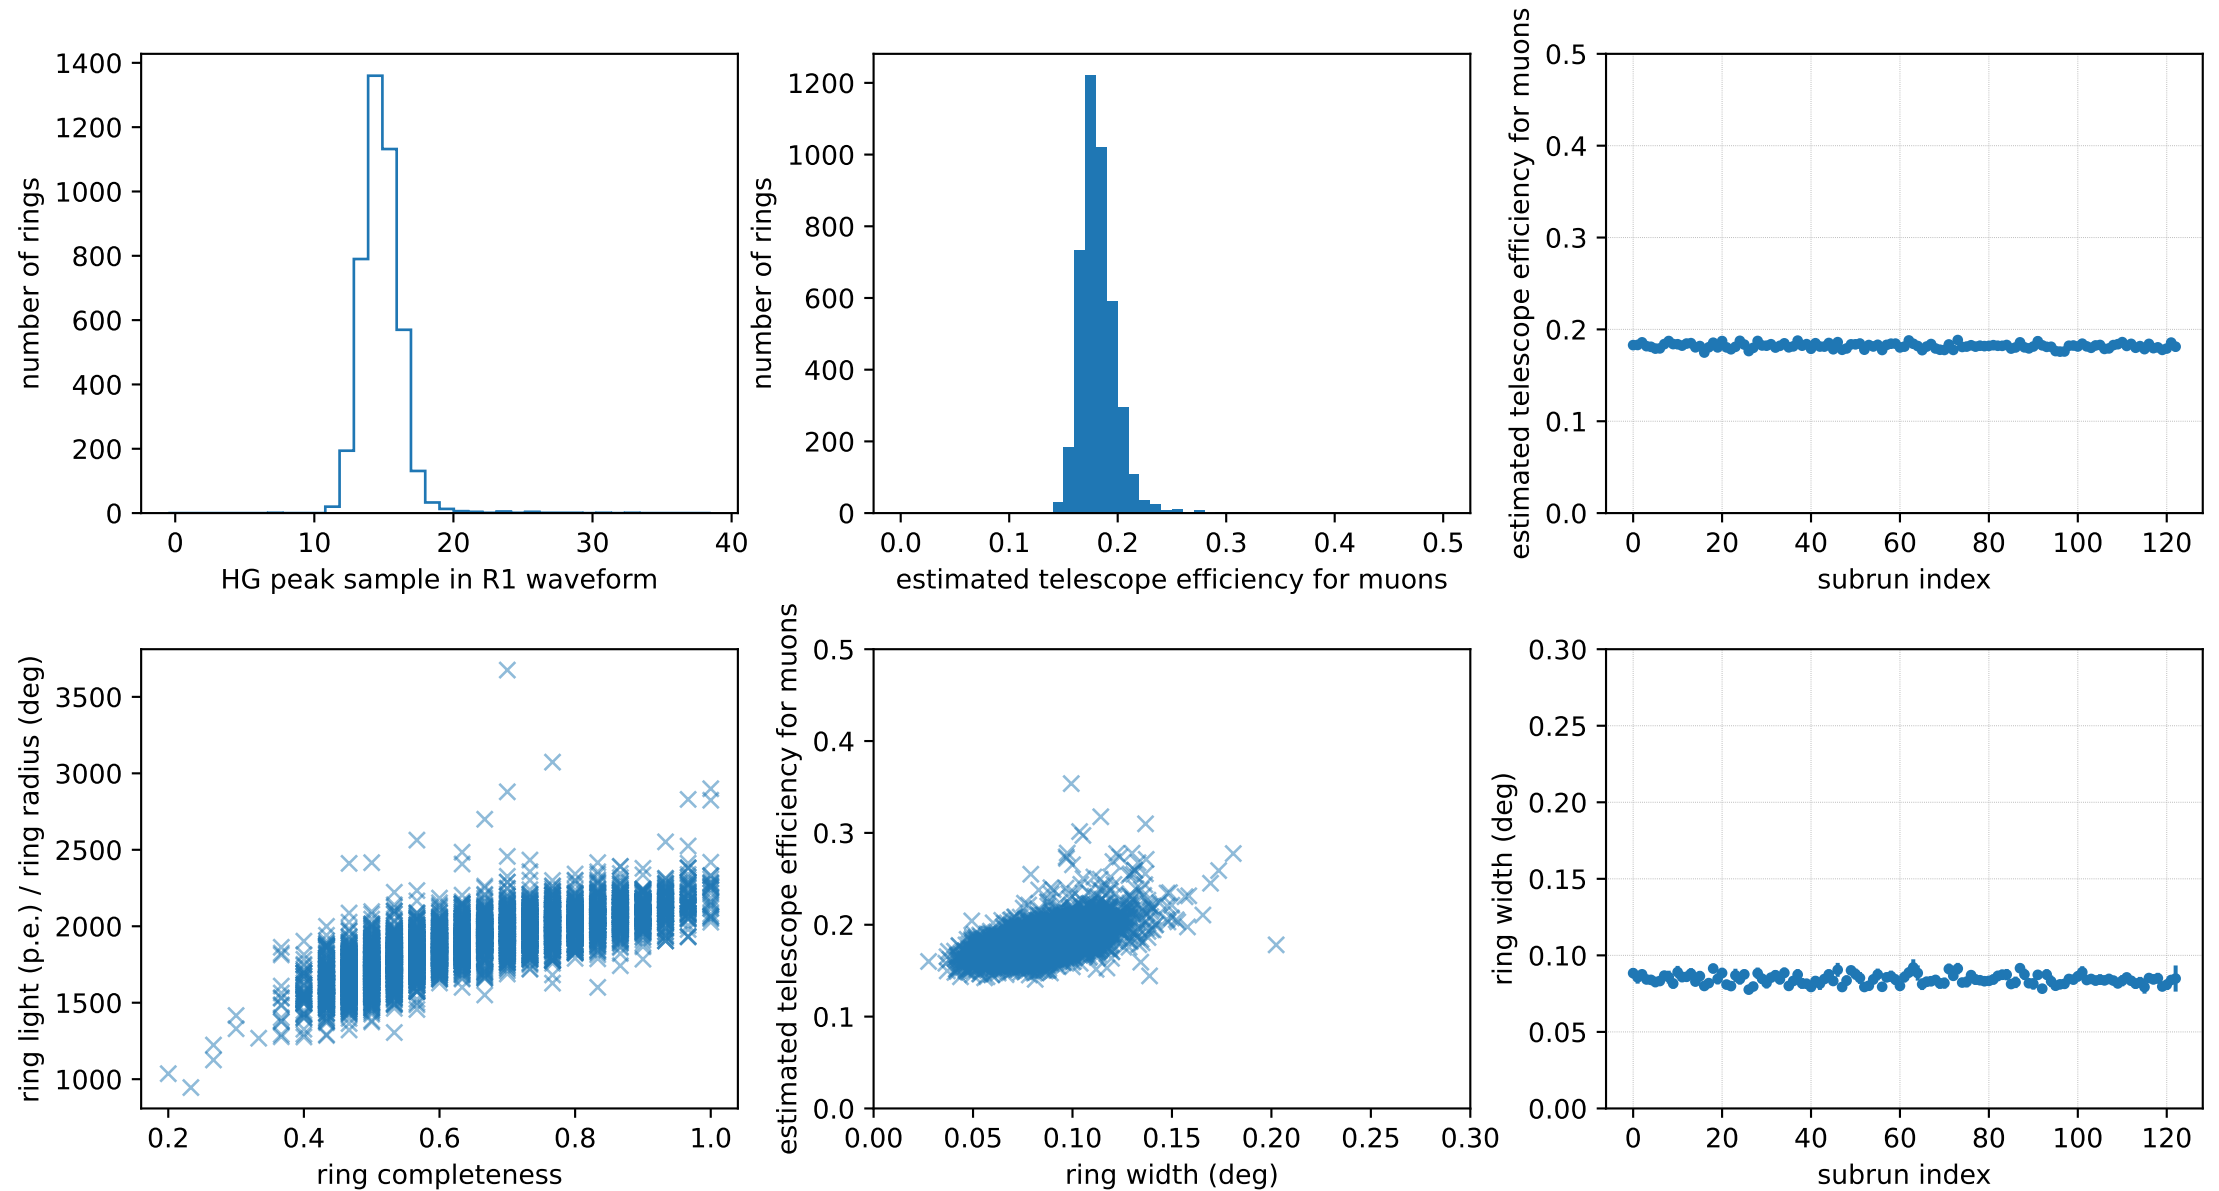 number of rings
1400
1200
1000
800
600
400
200
0
0 10 20 30 40
HG peak sample in R1 waveform
number of rings
1200
1000
800
600
400
200
0
0.0 0.1 0.2 0.3 0.4 0.5
estimated telescope efficiency for muons
estimated telescope efficiency for muons
0.5
0.4
0.3
0.2
0.1
0.0
0 20 40 60 80 100 120
subrun index
ring light (p.e.) / ring radius (deg)
3500
3000
2500
2000
1500
1000
0.2 0.4 0.6 0.8 1.0
ring completeness
estimated telescope efficiency for muons
0.5
0.4
0.3
0.2
0.1
0.0
0.00 0.05 0.10 0.15 0.20 0.25 0.30
ring width (deg)
ring width (deg)
0.30
0.25
0.20
0.15
0.10
0.05
0.00
0 20 40 60 80 100 120
subrun index